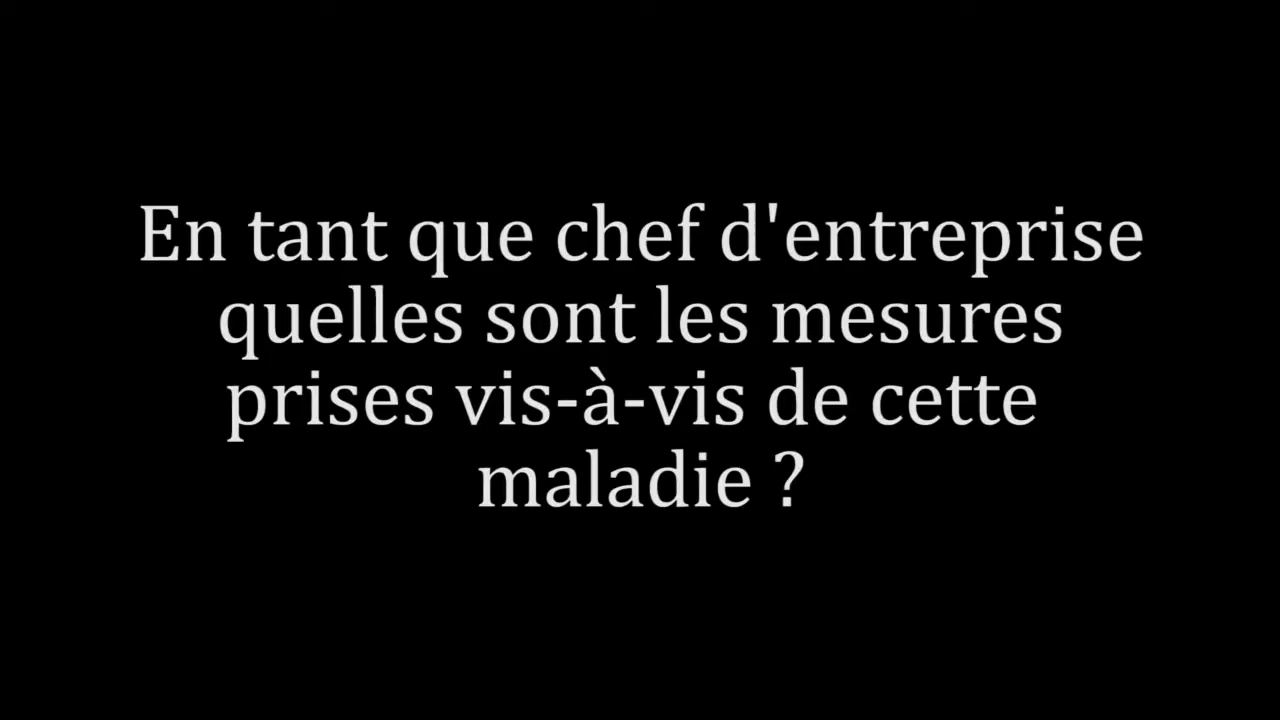 En tant que chef d'entreprise
quelles sont les mesures
prises vis-à-vis de cette
maladie ?